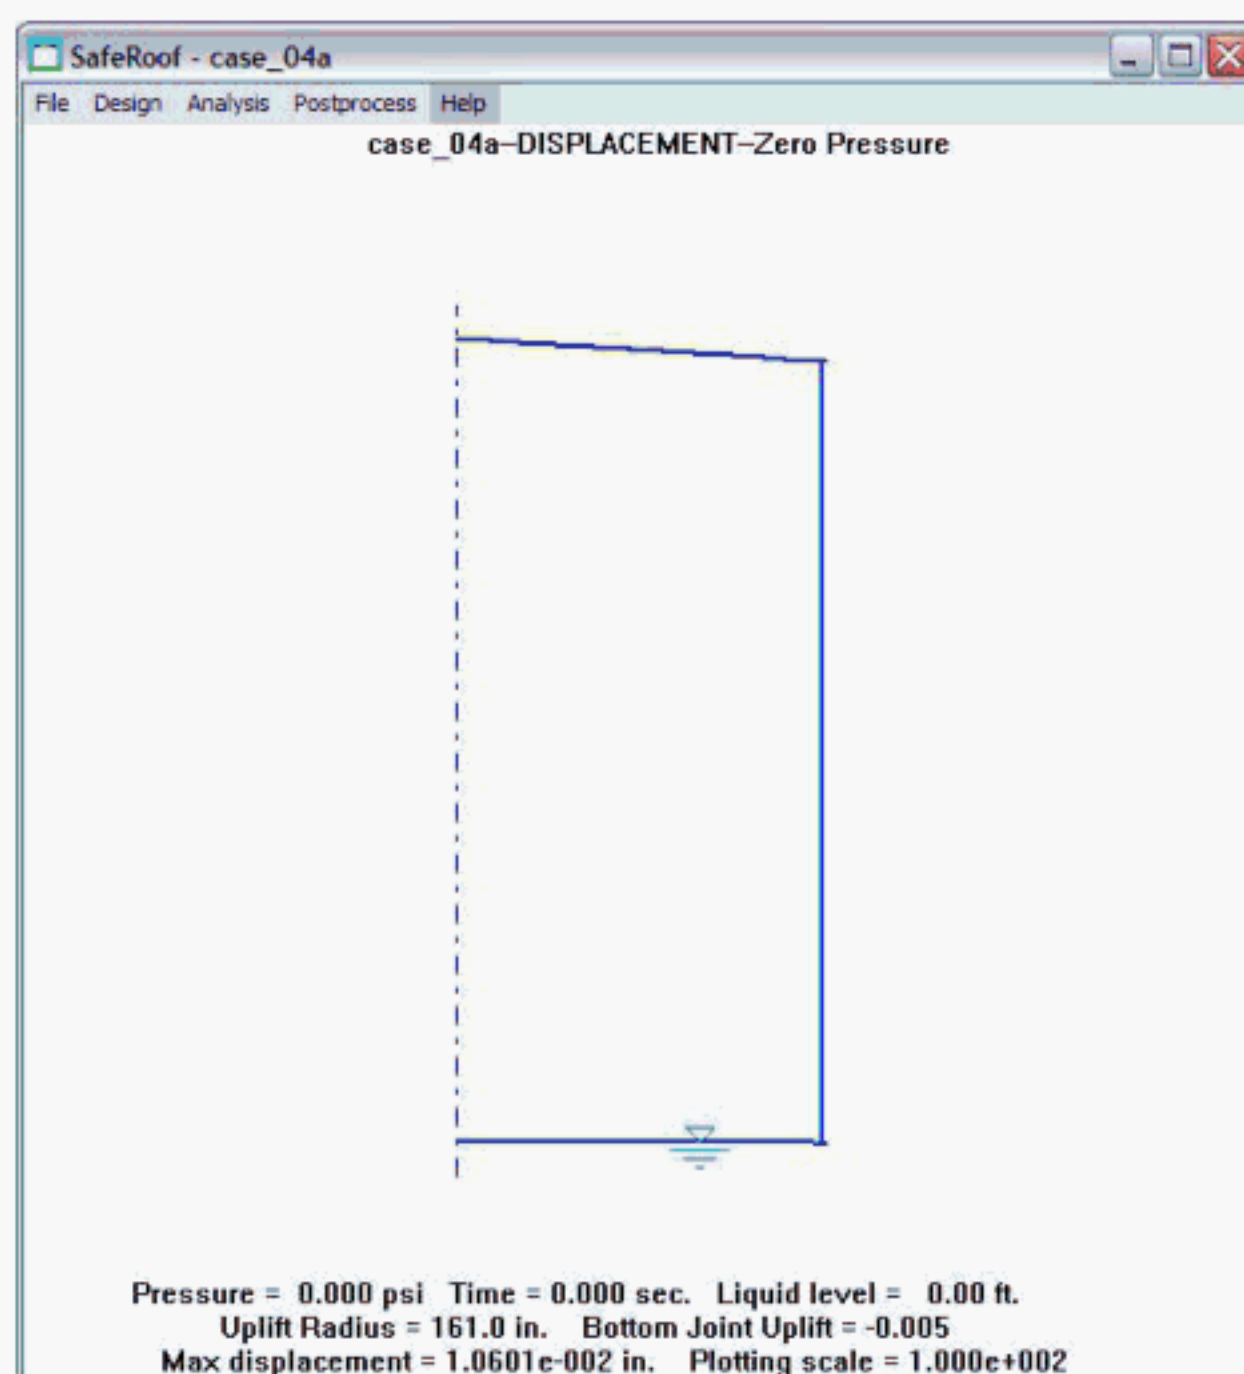 SafeRoof - case_04a
File Design Analysis Postprocess Help
case_04a-DISPLACEMENT-Zero Pressure
Pressure = 0.000 psi Time = 0.000 sec. Liquid level = 0.00 ft.
Uplift Radius = 161.0 in. Bottom Joint Uplift = -0.005
Max displacement = 1.0601e-002 in. Plotting scale = 1.000e+002